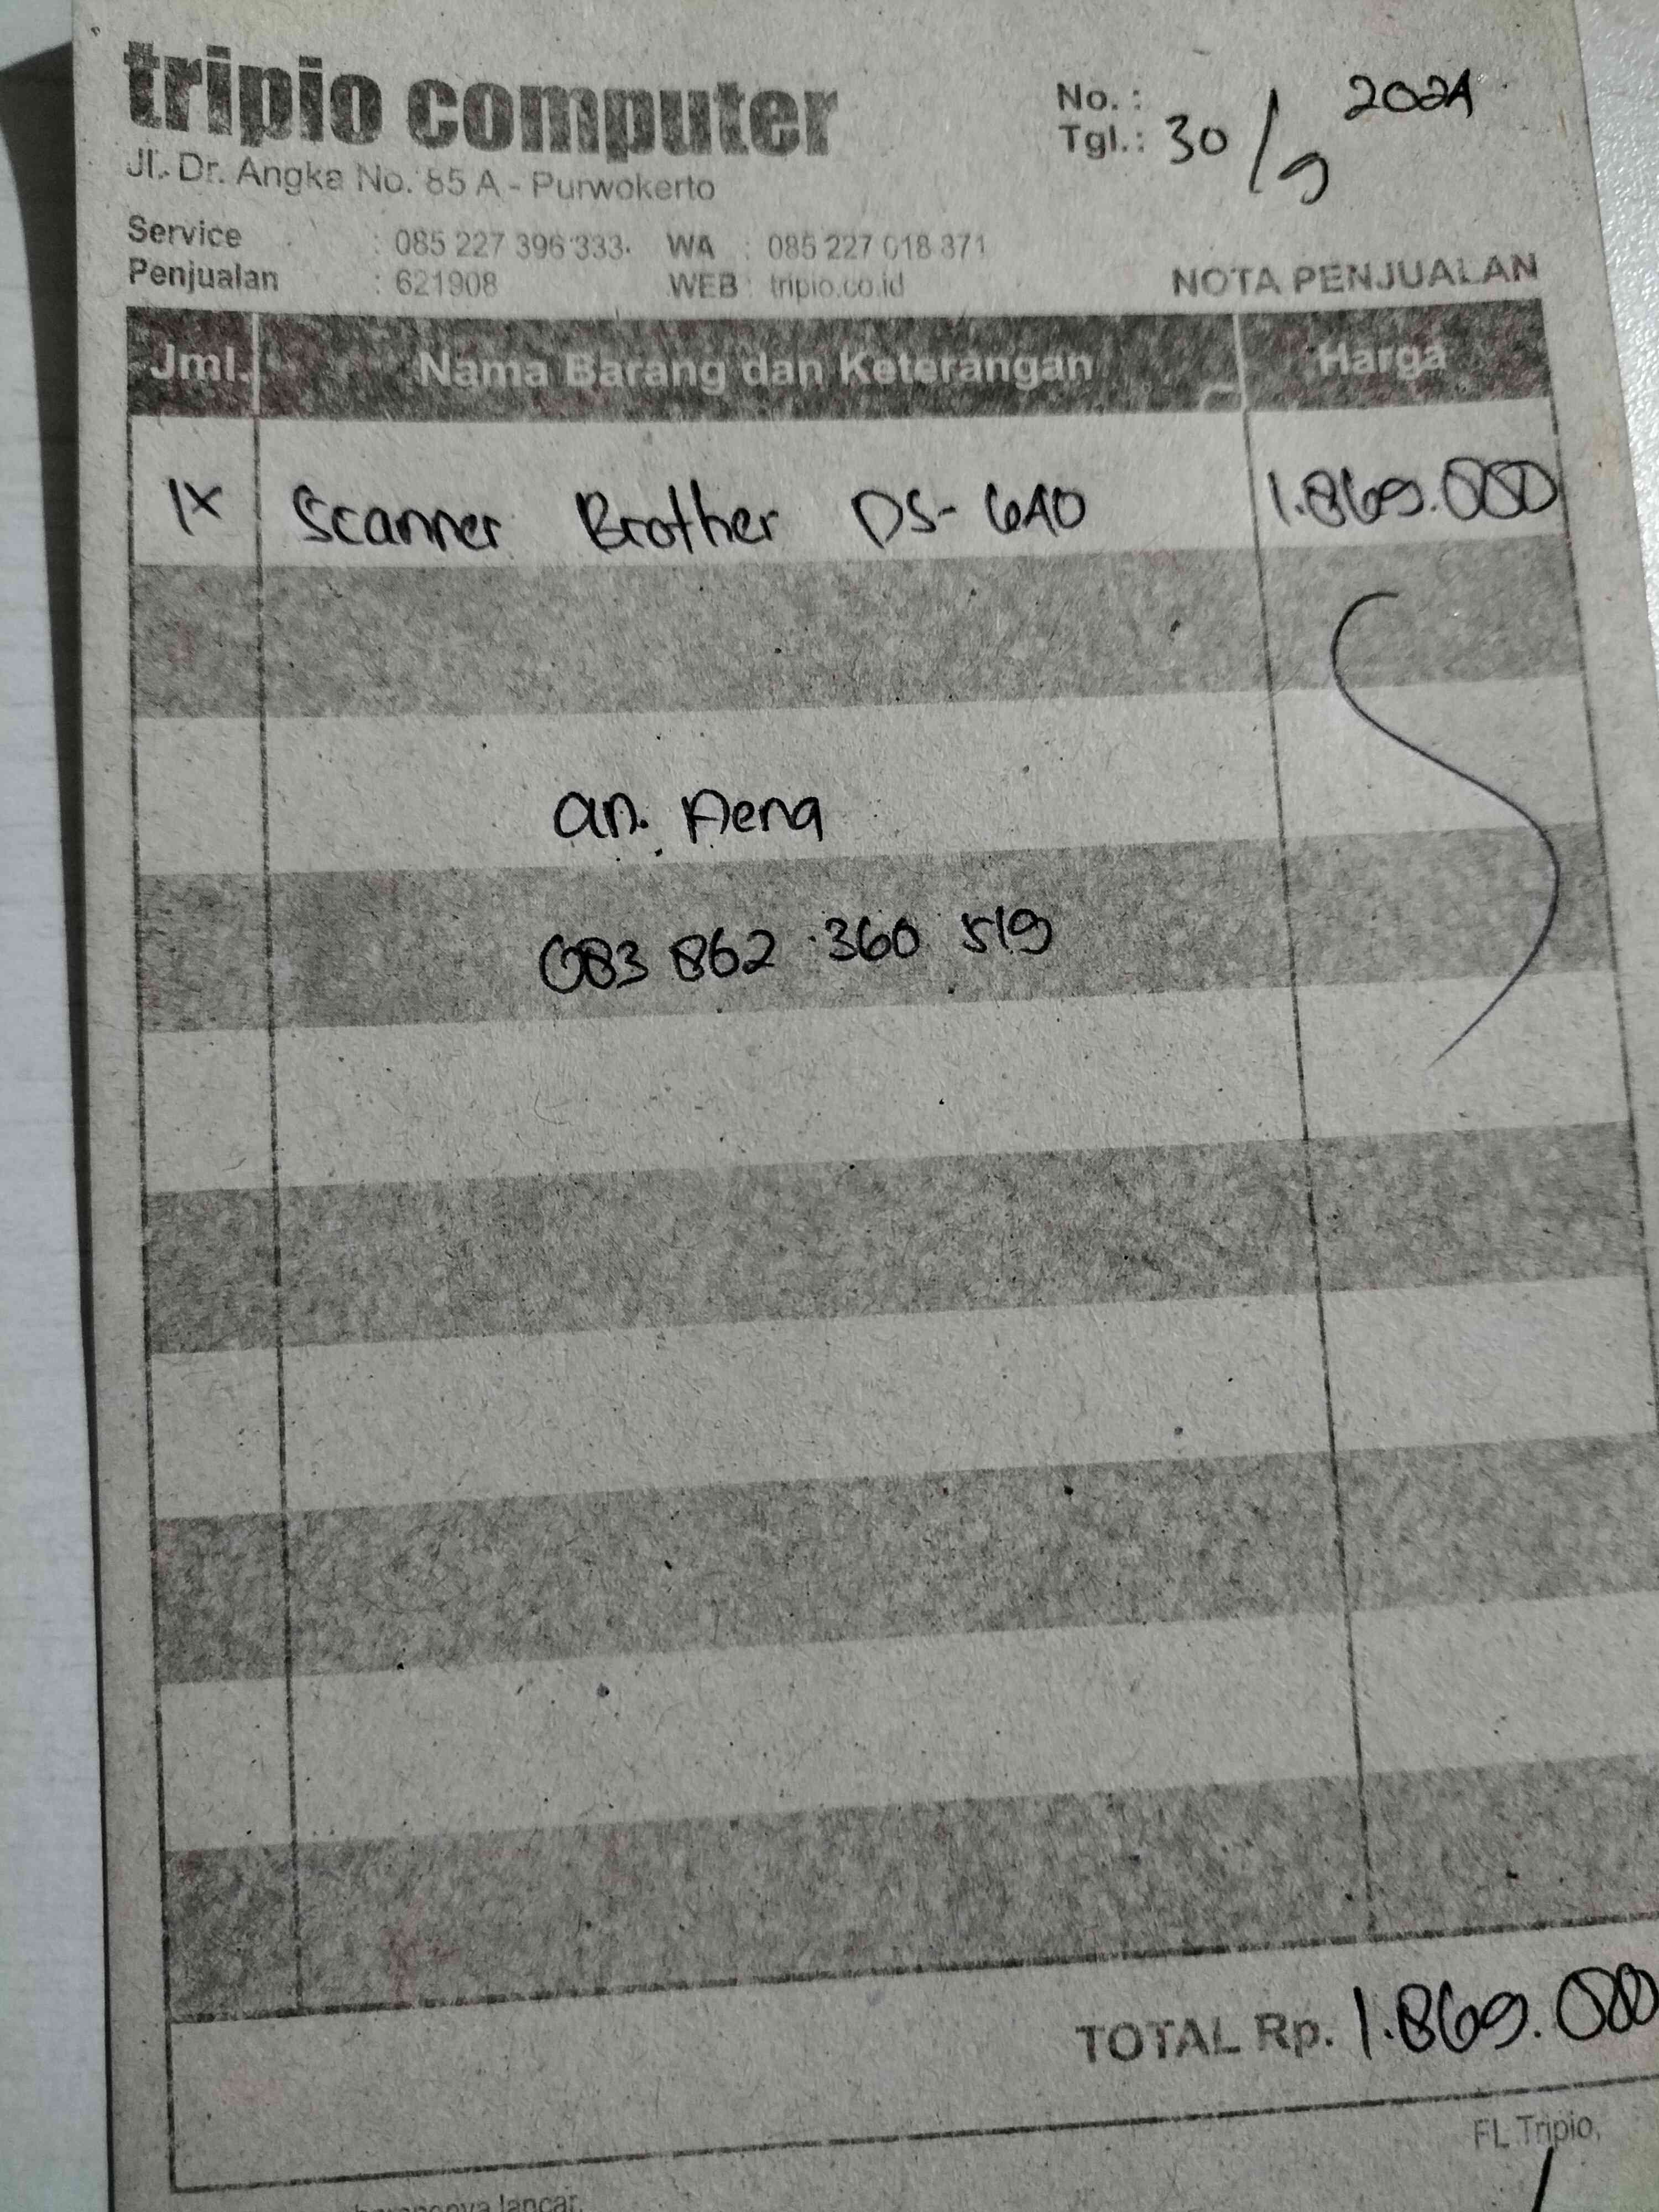 tripio computer
Jl. Dr. Angka No. 85 A - Purwokerto
No. :
Tgl.: 30/9 2024
Service : 085 227 396 333 WA : 085 227 018 371
Penjualan : 621908 WEB : tripio.co.id
NOTA PENJUALAN
Jml. Nama Barang dan Keterangan Harga
1x Scanner Brother DS-640 1.869.000
an. Aena
083 862 360 519
TOTAL Rp. 1.869.000
FL Tripio,
lancar.